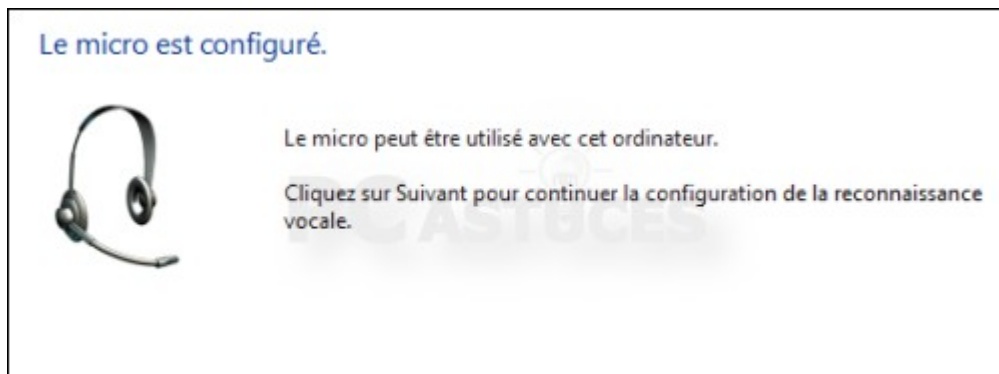 Le micro est configuré.
Le micro peut être utilisé avec cet ordinateur.
Cliquez sur Suivant pour continuer la configuration de la reconnaissance
vocale.
PC ASTUCES